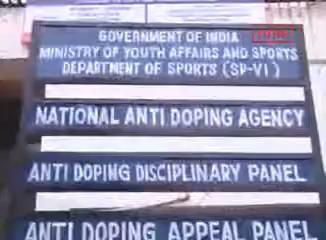 GOVERNMENT OF INDIA
MINISTRY OF YOUTH AFFAIRS AND SPORTS
DEPARTMENT OF SPORTS (SP-VI)
NATIONAL ANTI DOPING AGENCY
ANTI DOPING DISCIPLINARY PANEL
ANTI DOPING APPEAL PANEL